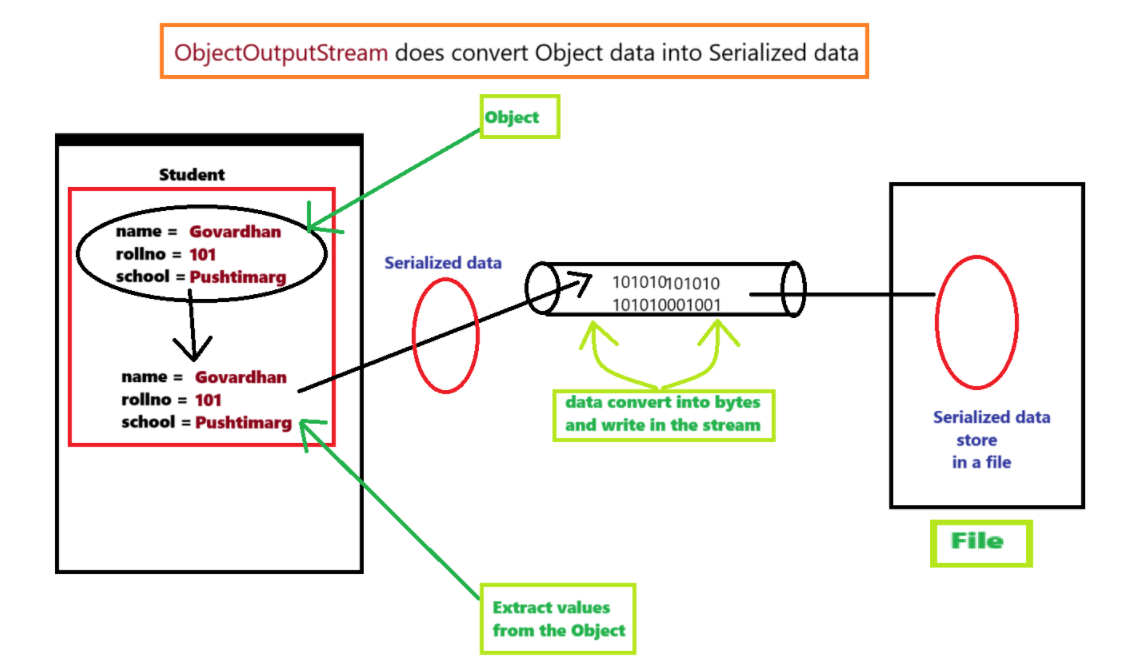 ObjectOutputStream does convert Object data into Serialized data
Object
Student
name = Govardhan
rollno = 101
school = Pushtimarg
Serialized data
101010101010
101010001001
name = Govardhan
rollno = 101
school = Pushtimarg
data convert into bytes
and write in the stream
Serialized data
store
in a file
File
Extract values
from the Object